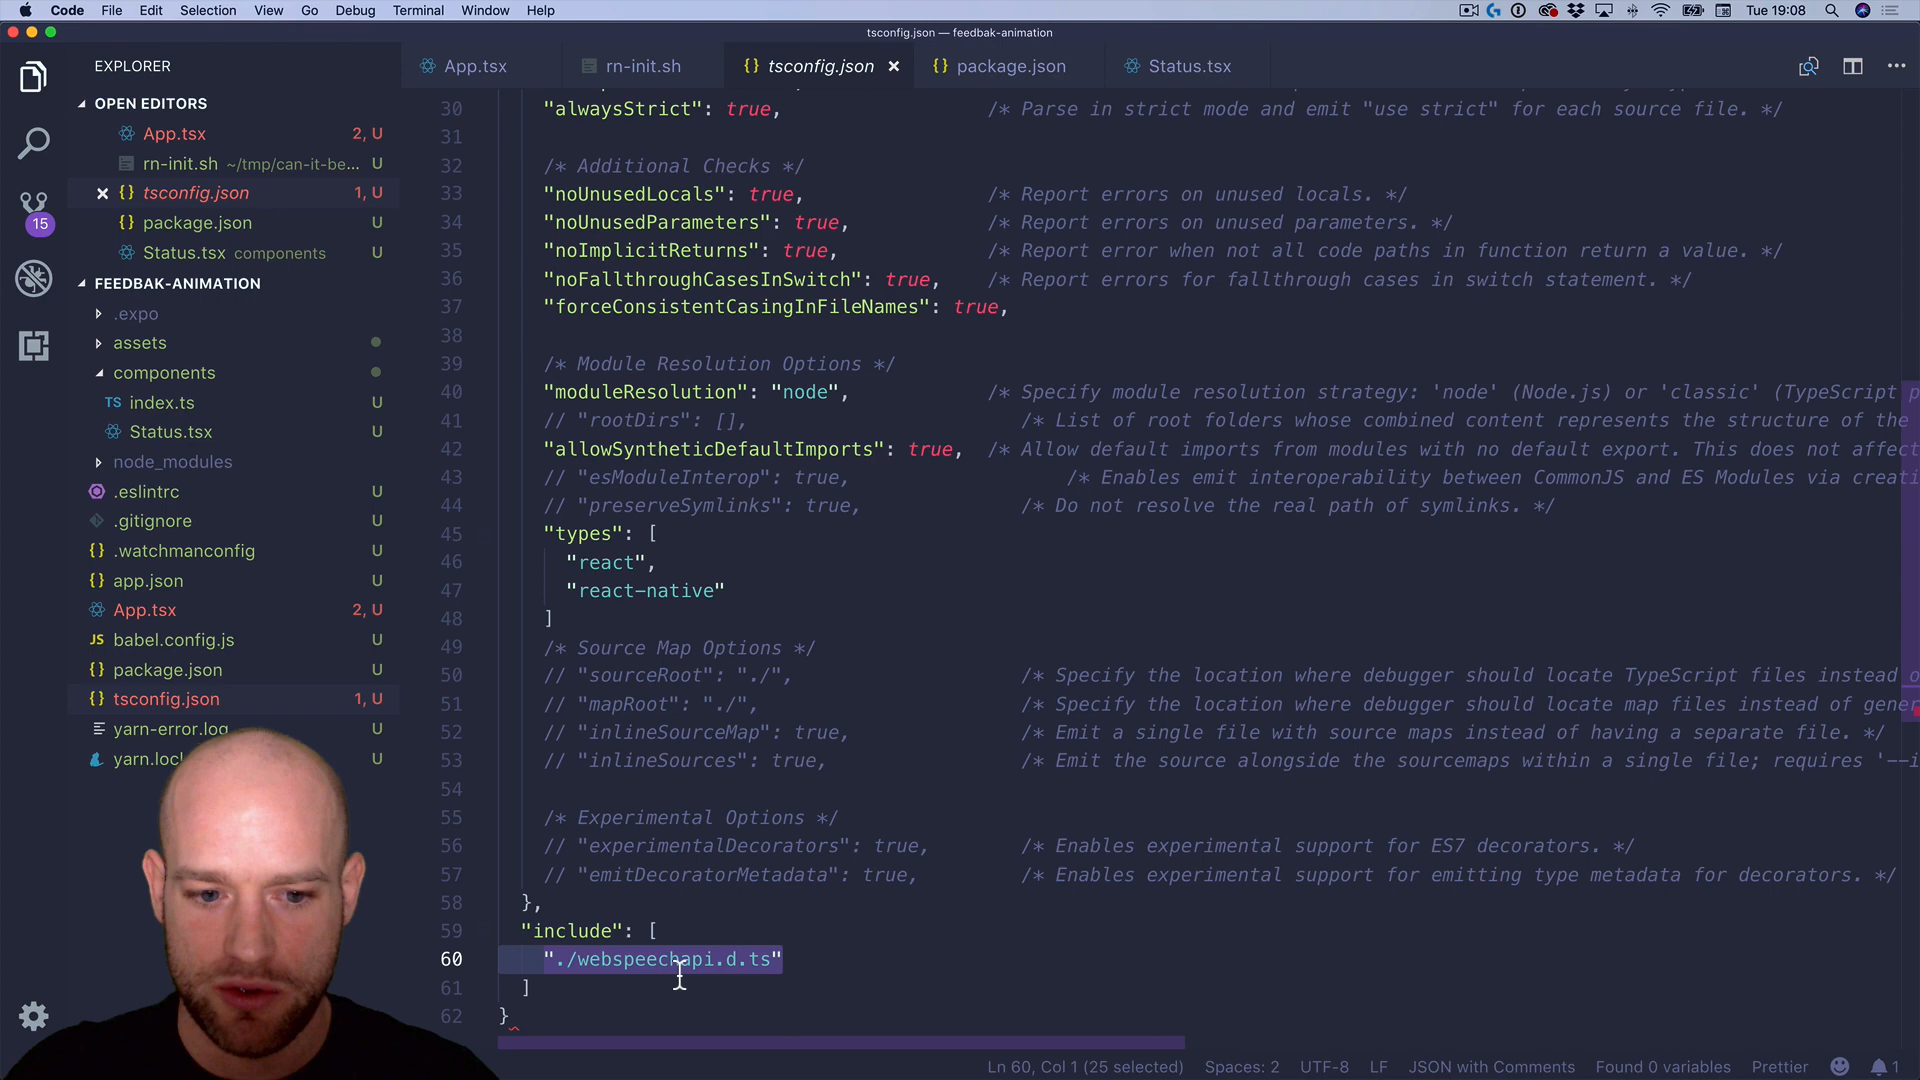 Code File Edit Selection View Go Debug Terminal Window Help
Tue 19:08
tsconfig.json — feedbak-animation
EXPLORER
App.tsx
rn-init.sh
{} tsconfig.json
{} package.json
Status.tsx
OPEN EDITORS
App.tsx 2, U
rn-init.sh ~/tmp/can-it-be... U
{} tsconfig.json 1, U
{} package.json U
Status.tsx components U
FEEDBAK-ANIMATION
.expo
assets
components
TS index.ts U
Status.tsx U
node_modules
.eslintrc U
.gitignore U
{} .watchmanconfig U
{} app.json U
App.tsx 2, U
JS babel.config.js U
{} package.json U
{} tsconfig.json 1, U
yarn-error.log U
yarn.loc U
15
30 "alwaysStrict": true, /* Parse in strict mode and emit "use strict" for each source file. */
31
32 /* Additional Checks */
33 "noUnusedLocals": true, /* Report errors on unused locals. */
34 "noUnusedParameters": true, /* Report errors on unused parameters. */
35 "noImplicitReturns": true, /* Report error when not all code paths in function return a value. */
36 "noFallthroughCasesInSwitch": true, /* Report errors for fallthrough cases in switch statement. */
37 "forceConsistentCasingInFileNames": true,
38
39 /* Module Resolution Options */
40 "moduleResolution": "node", /* Specify module resolution strategy: 'node' (Node.js) or 'classic' (TypeScript p
41 // "rootDirs": [], /* List of root folders whose combined content represents the structure of the
42 "allowSyntheticDefaultImports": true, /* Allow default imports from modules with no default export. This does not affect
43 // "esModuleInterop": true, /* Enables emit interoperability between CommonJS and ES Modules via creati
44 // "preserveSymlinks": true, /* Do not resolve the real path of symlinks. */
45 "types": [
46 "react",
47 "react-native"
48 ]
49 /* Source Map Options */
50 // "sourceRoot": "./", /* Specify the location where debugger should locate TypeScript files instead o
51 // "mapRoot": "./", /* Specify the location where debugger should locate map files instead of gener
52 // "inlineSourceMap": true, /* Emit a single file with source maps instead of having a separate file. */
53 // "inlineSources": true, /* Emit the source alongside the sourcemaps within a single file; requires '--i
54
55 /* Experimental Options */
56 // "experimentalDecorators": true, /* Enables experimental support for ES7 decorators. */
57 // "emitDecoratorMetadata": true, /* Enables experimental support for emitting type metadata for decorators. */
58 },
59 "include": [
60 "./webspeechapi.d.ts"
61 ]
62 }
Ln 60, Col 1 (25 selected) Spaces: 2 UTF-8 LF JSON with Comments Found 0 variables Prettier 1